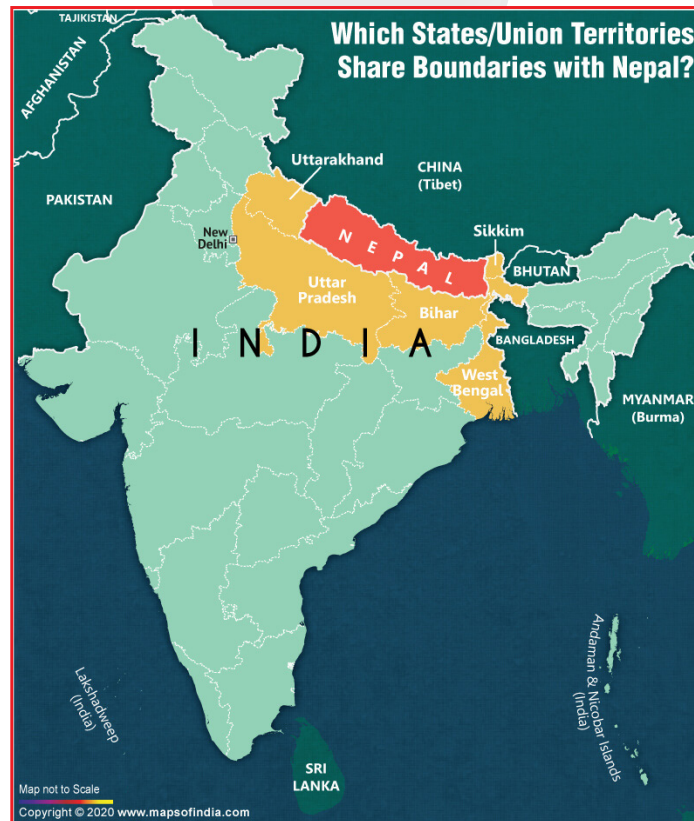 Which States/Union Territories
Share Boundaries with Nepal?
TAJIKISTAN
AFGHANISTAN
PAKISTAN
CHINA
(Tibet)
Uttarakhand
New
Delhi
NEPAL
Sikkim
BHUTAN
Uttar
Pradesh
Bihar
INDIA
BANGLADESH
West
Bengal
MYANMAR
(Burma)
Lakshadweep
(India)
Andaman & Nicobar Islands
(India)
SRI
LANKA
Map not to Scale
Copyright © 2020 www.mapsofindia.com